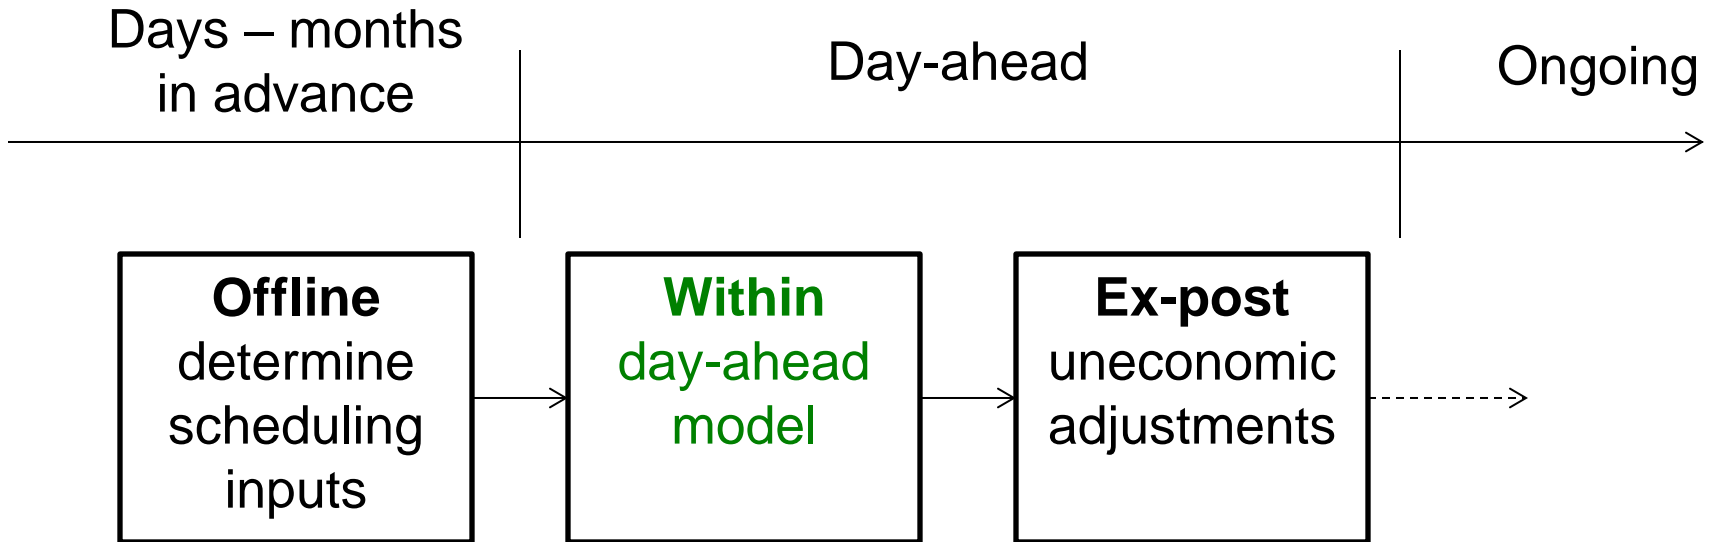 Days – months
in advance
Day-ahead
Ongoing
Offline
determine
scheduling
inputs
Within
day-ahead
model
Ex-post
uneconomic
adjustments